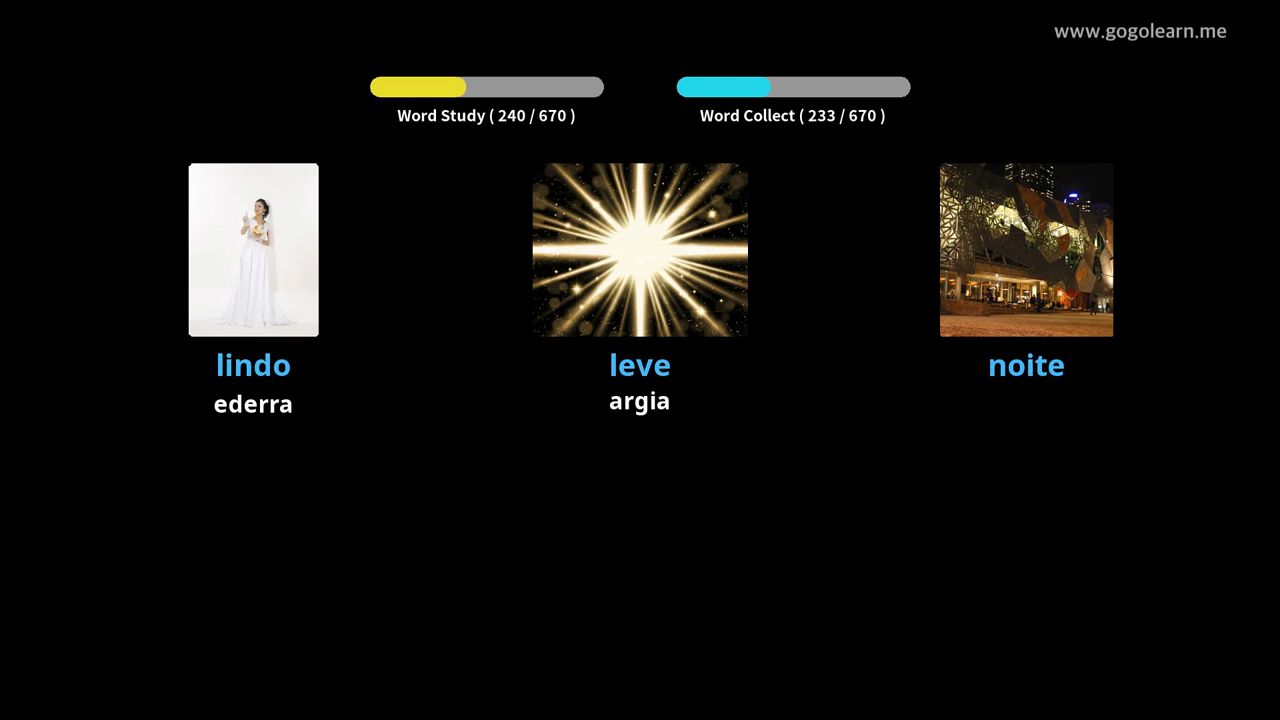 www.gogolearn.me
Word Study ( 240 / 670 )
Word Collect ( 233 / 670 )
lindo
ederra
leve
argia
noite